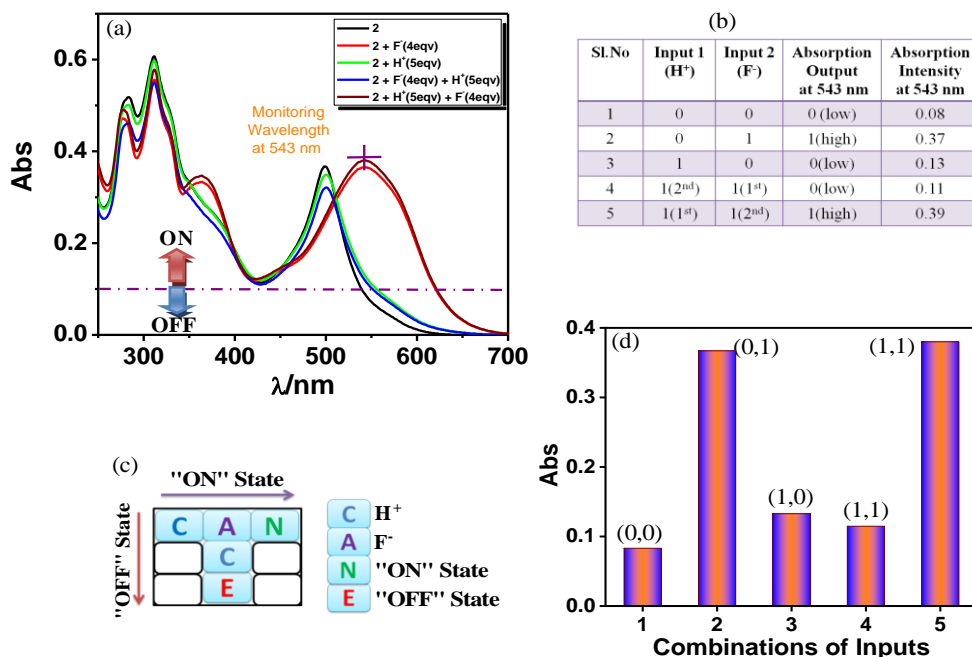 (a)
2
2 + F⁻(4eqv)
2 + H⁺(5eqv)
2 + F⁻(4eqv) + H⁺(5eqv)
2 + H⁺(5eqv) + F⁻(4eqv)
Monitoring
Wavelength
at 543 nm
Abs
0.6
0.4
0.2
0.0
ON
OFF
300 400 500 600 700
λ/nm
(b)
Sl.No Input 1 (H⁺) Input 2 (F⁻) Absorption Output at 543 nm Absorption Intensity at 543 nm
1 0 0 0 (low) 0.08
2 0 1 1(high) 0.37
3 1 0 0(low) 0.13
4 1(2ⁿᵈ) 1(1ˢᵗ) 0(low) 0.11
5 1(1ˢᵗ) 1(2ⁿᵈ) 1(high) 0.39
(c)
"ON" State
"OFF" State
C A N
C
E
C H⁺
A F⁻
N "ON" State
E "OFF" State
(d)
Abs
0.4
0.3
0.2
0.1
0.0
(0,0)
(0,1)
(1,0)
(1,1)
(1,1)
1 2 3 4 5
Combinations of Inputs